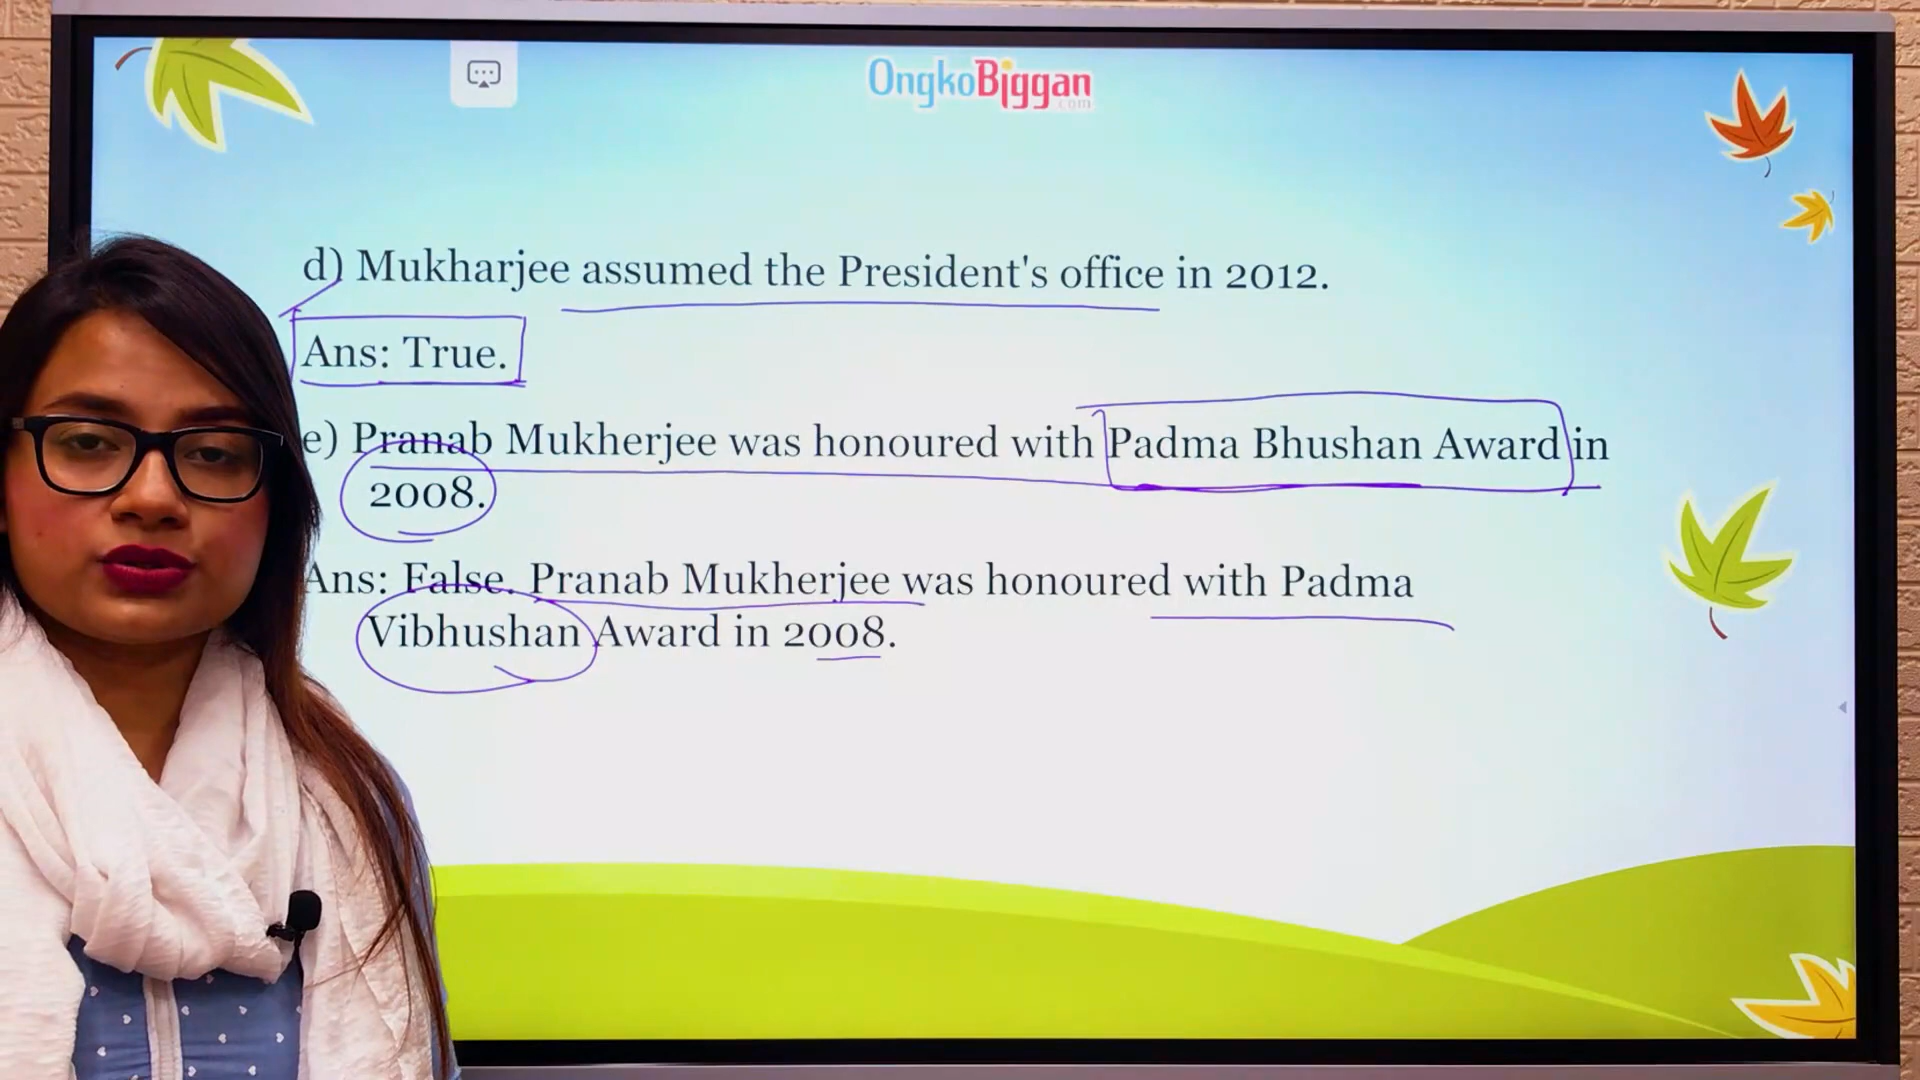 OngkoBiggan
.com
d) Mukharjee assumed the President's office in 2012.
Ans: True.
e) Pranab Mukherjee was honoured with Padma Bhushan Award in
2008.
Ans: False. Pranab Mukherjee was honoured with Padma
Vibhushan Award in 2008.